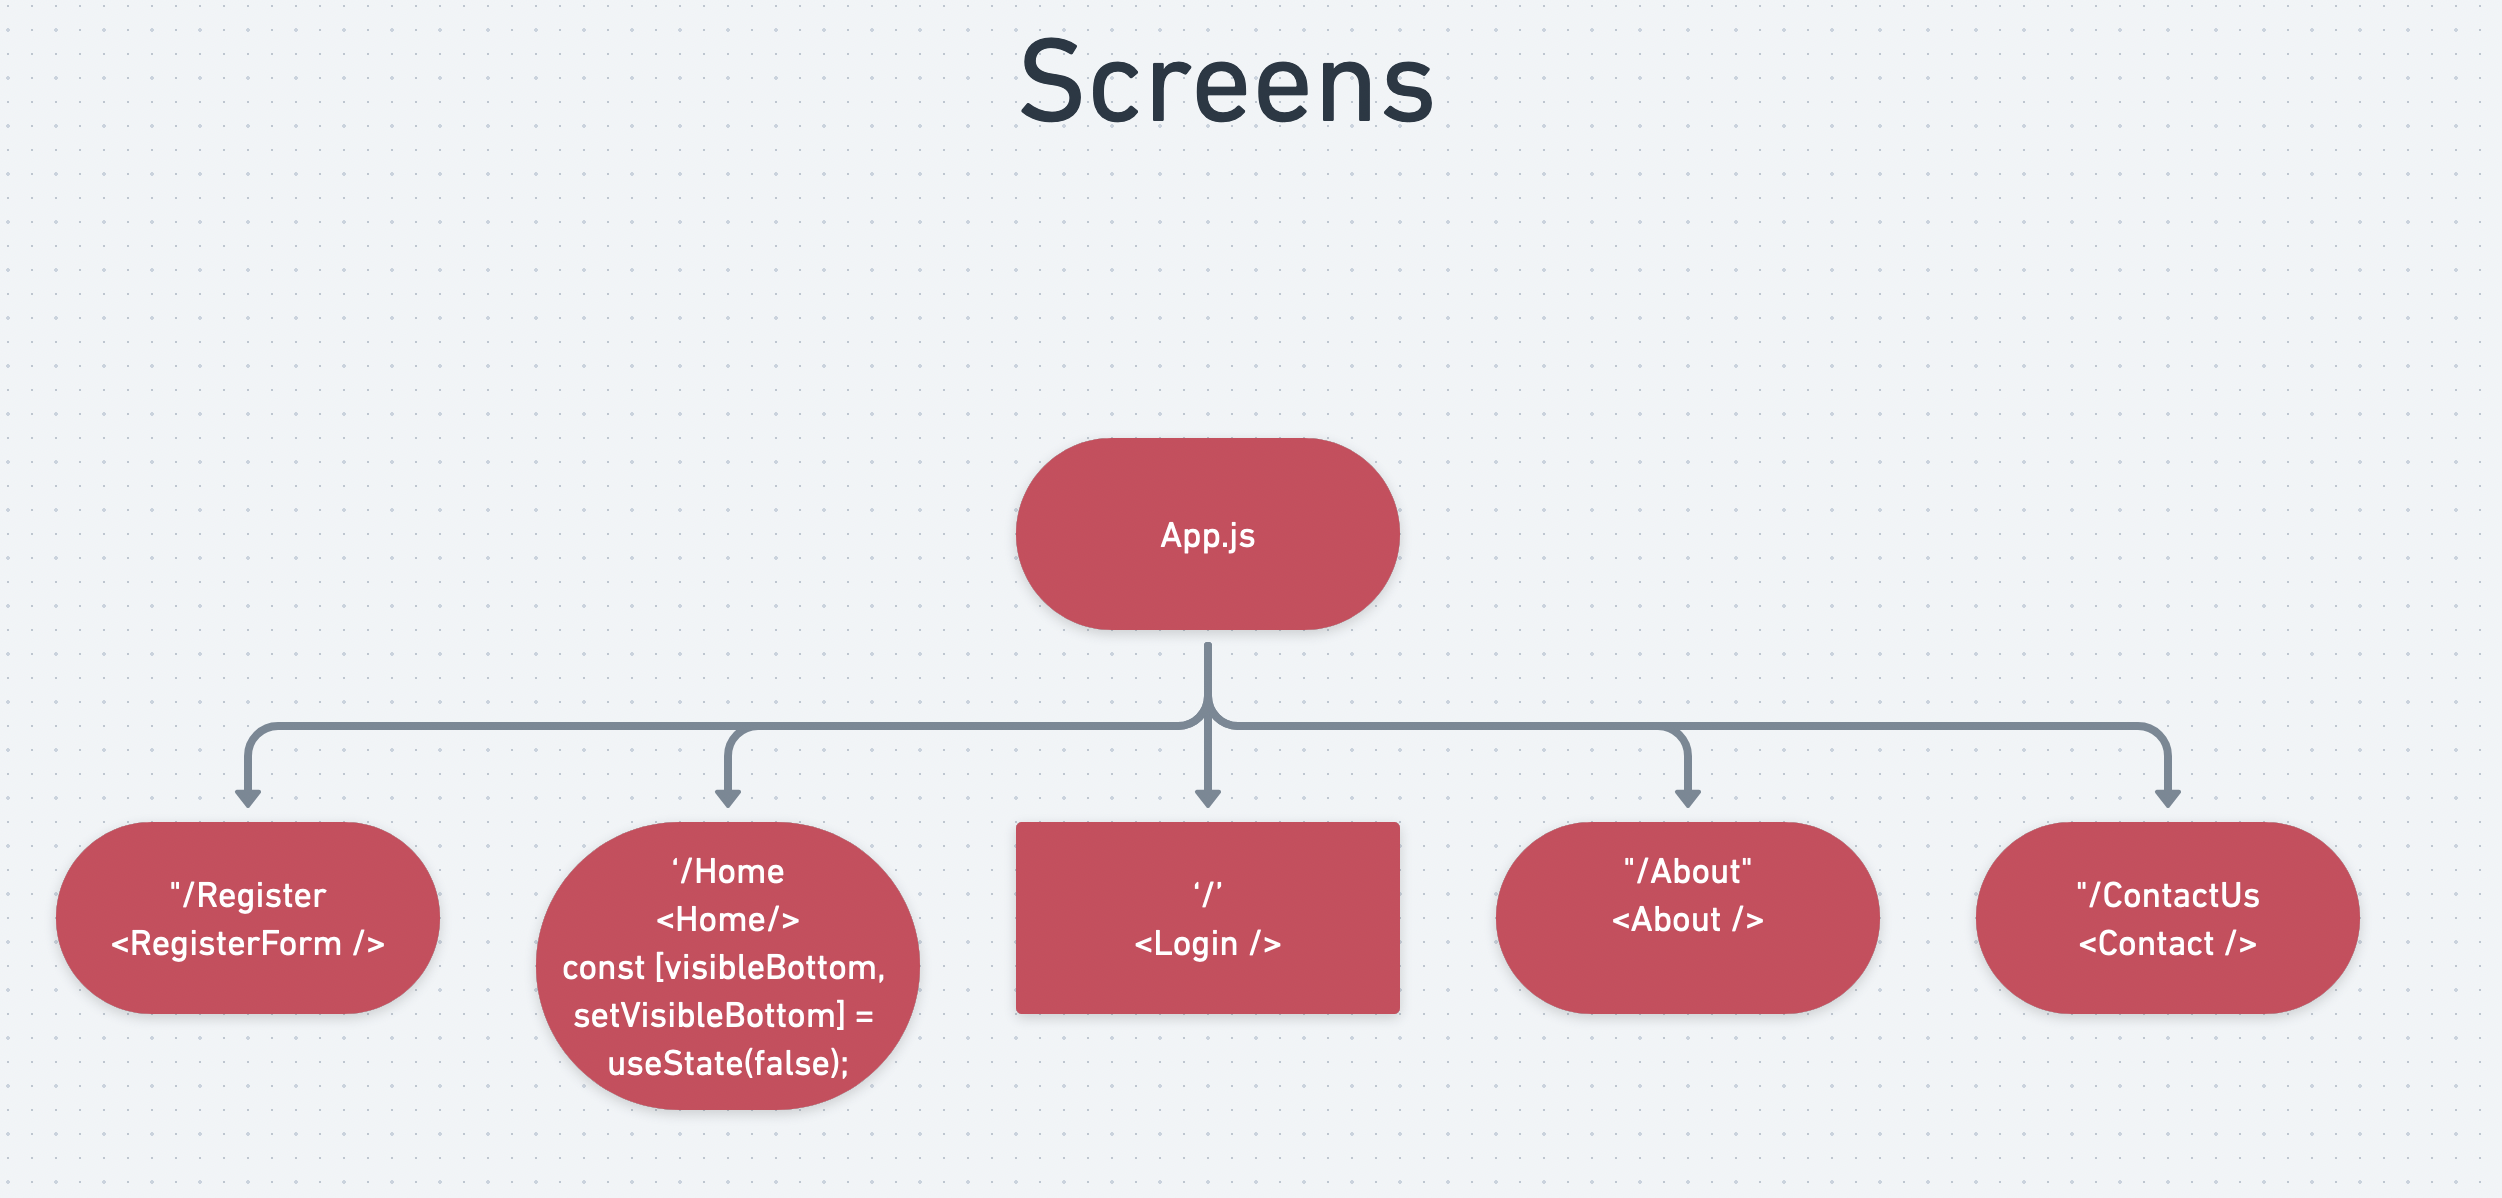 Screens
App.js
"/Register
<RegisterForm />
‘/Home
<Home/>
const [visibleBottom,
setVisibleBottom] =
useState(false);
‘/’
<Login />
"/About"
<About />
"/ContactUs
<Contact />